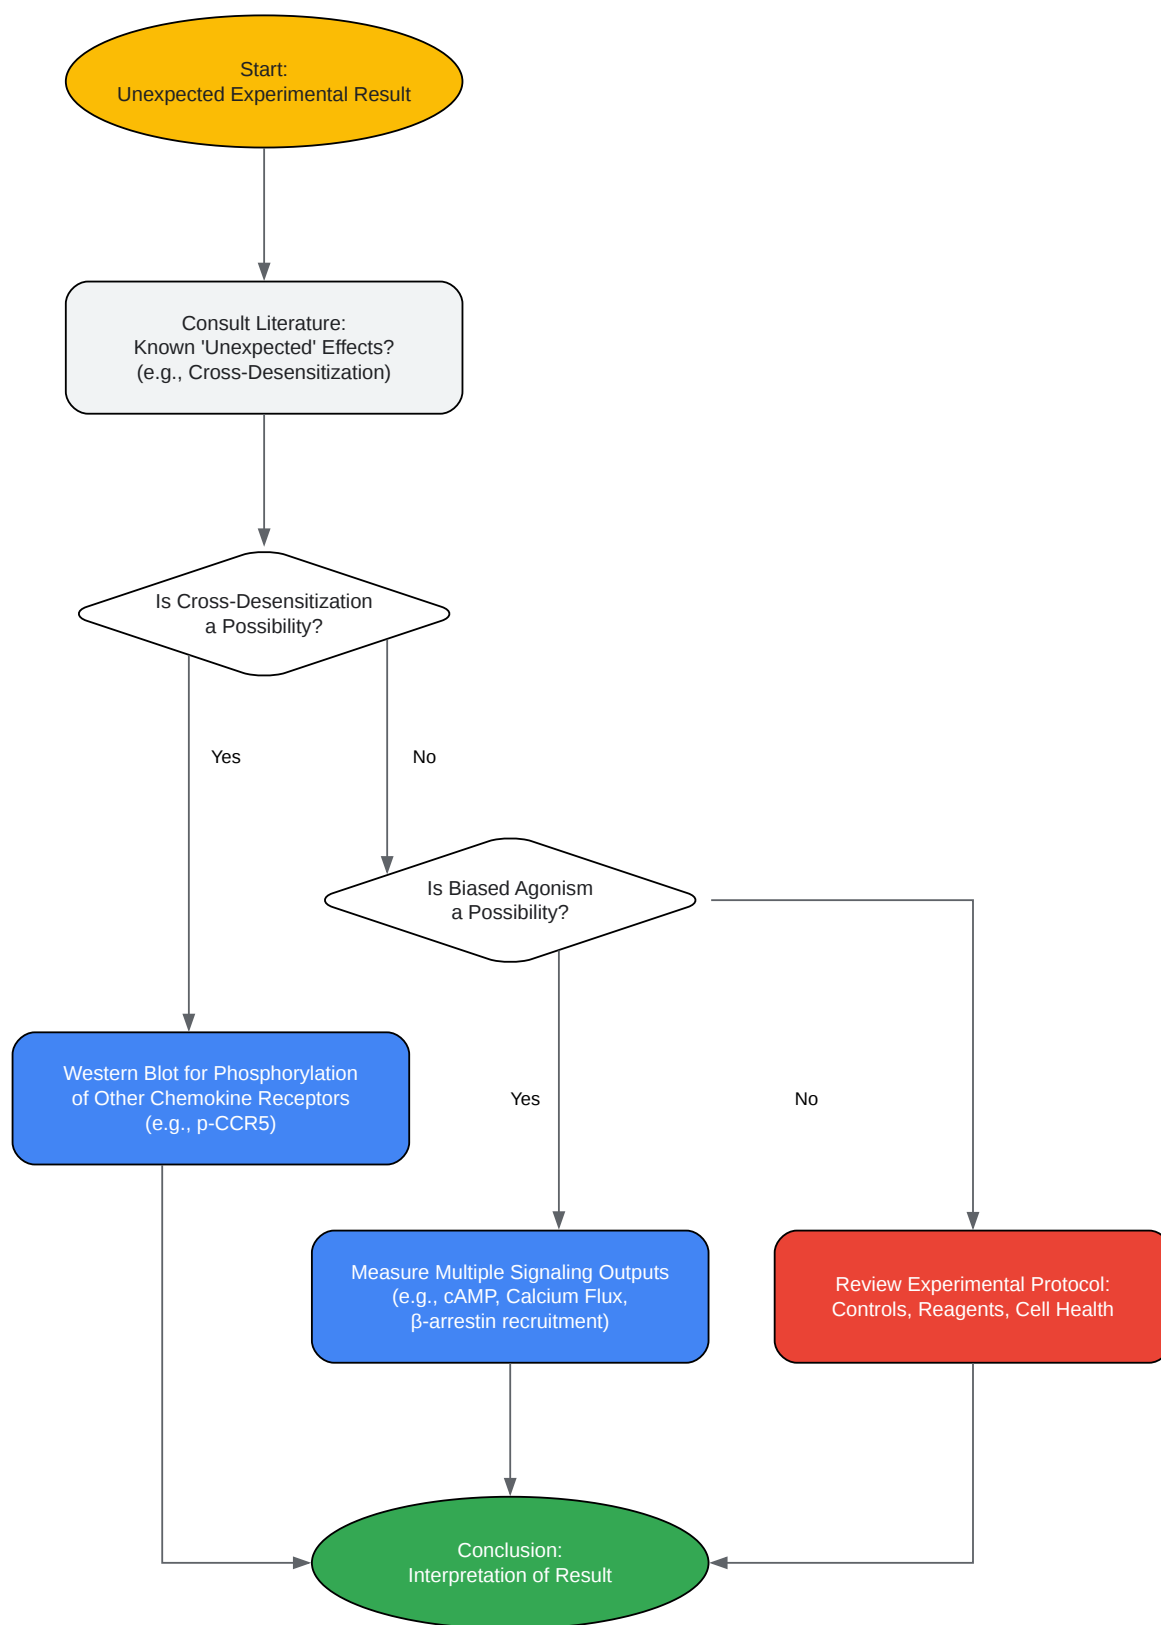 Start:
Unexpected Experimental Result
Consult Literature:
Known 'Unexpected' Effects?
(e.g., Cross-Desensitization)
Is Cross-Desensitization
a Possibility?
Yes
No
Is Biased Agonism
a Possibility?
Western Blot for Phosphorylation
of Other Chemokine Receptors
(e.g., p-CCR5)
Yes
No
Measure Multiple Signaling Outputs
(e.g., cAMP, Calcium Flux,
β-arrestin recruitment)
Review Experimental Protocol:
Controls, Reagents, Cell Health
Conclusion:
Interpretation of Result